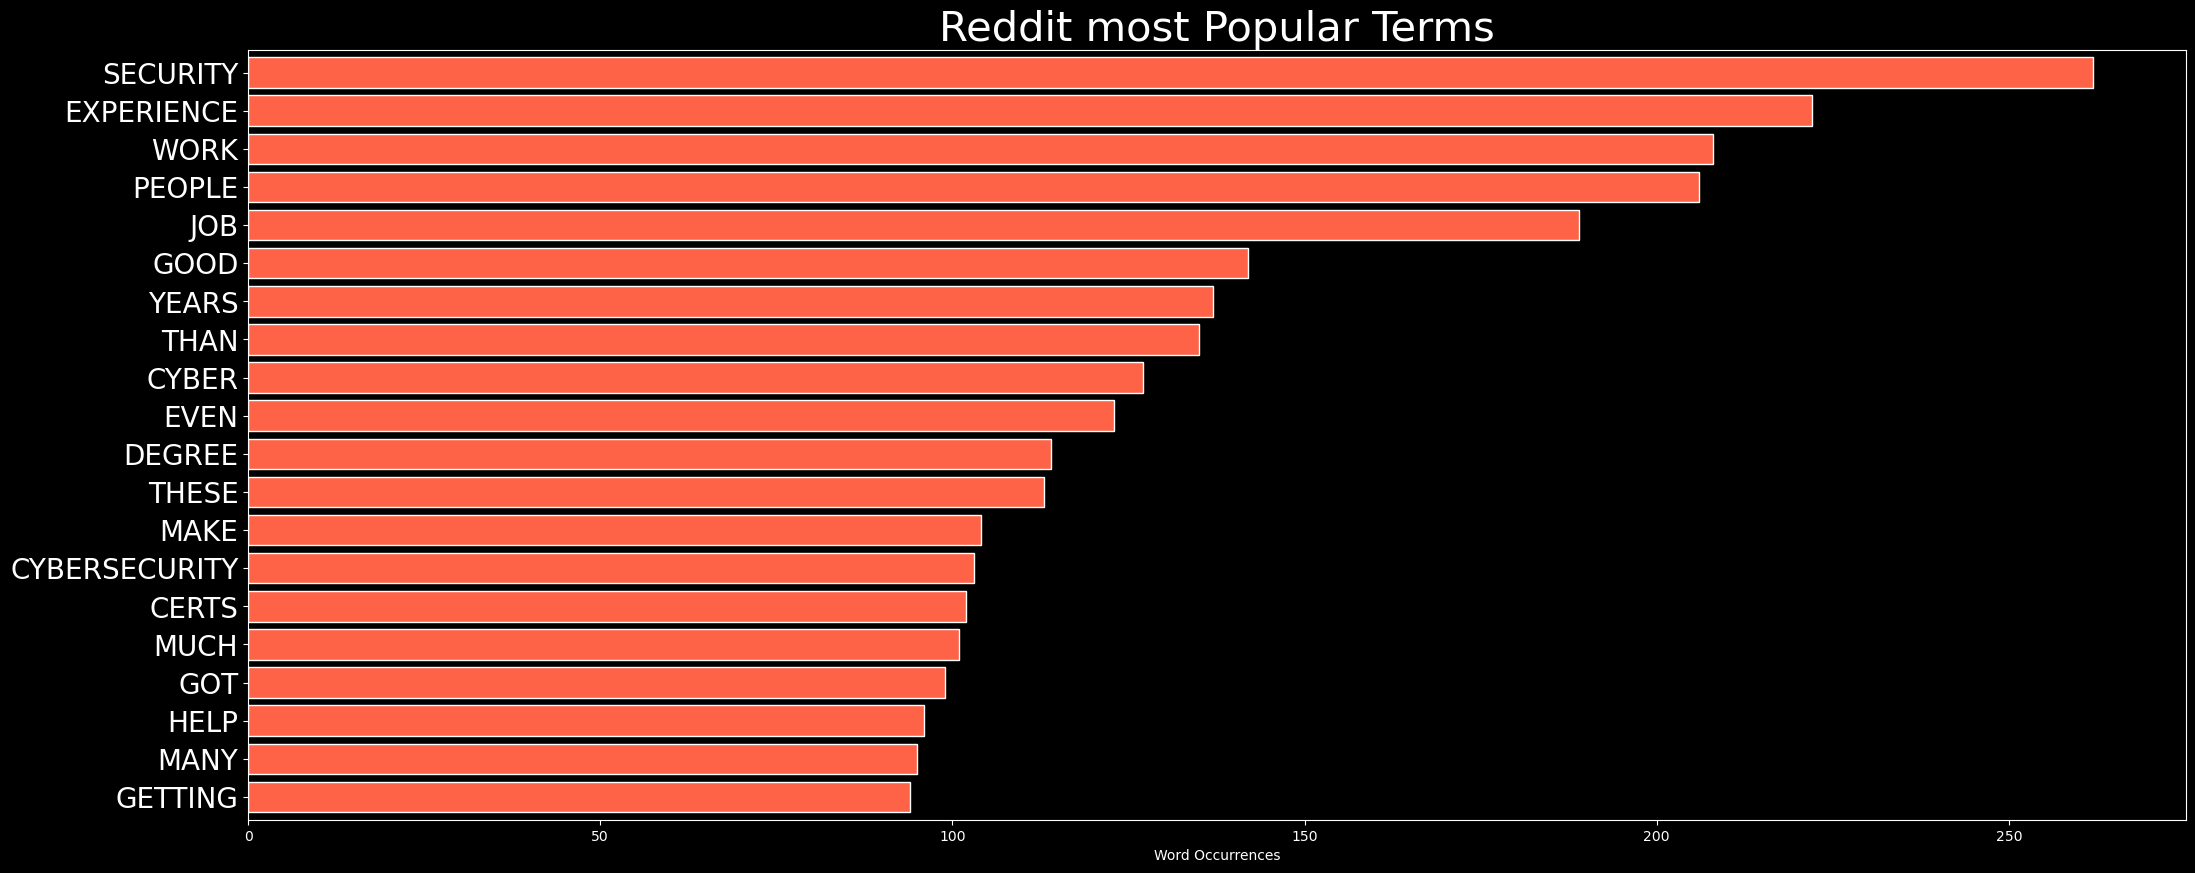 Reddit most Popular Terms
SECURITY
EXPERIENCE
WORK
PEOPLE
JOB
GOOD
YEARS
THAN
CYBER
EVEN
DEGREE
THESE
MAKE
CYBERSECURITY
CERTS
MUCH
GOT
HELP
MANY
GETTING
0 50 100 150 200 250
Word Occurrences